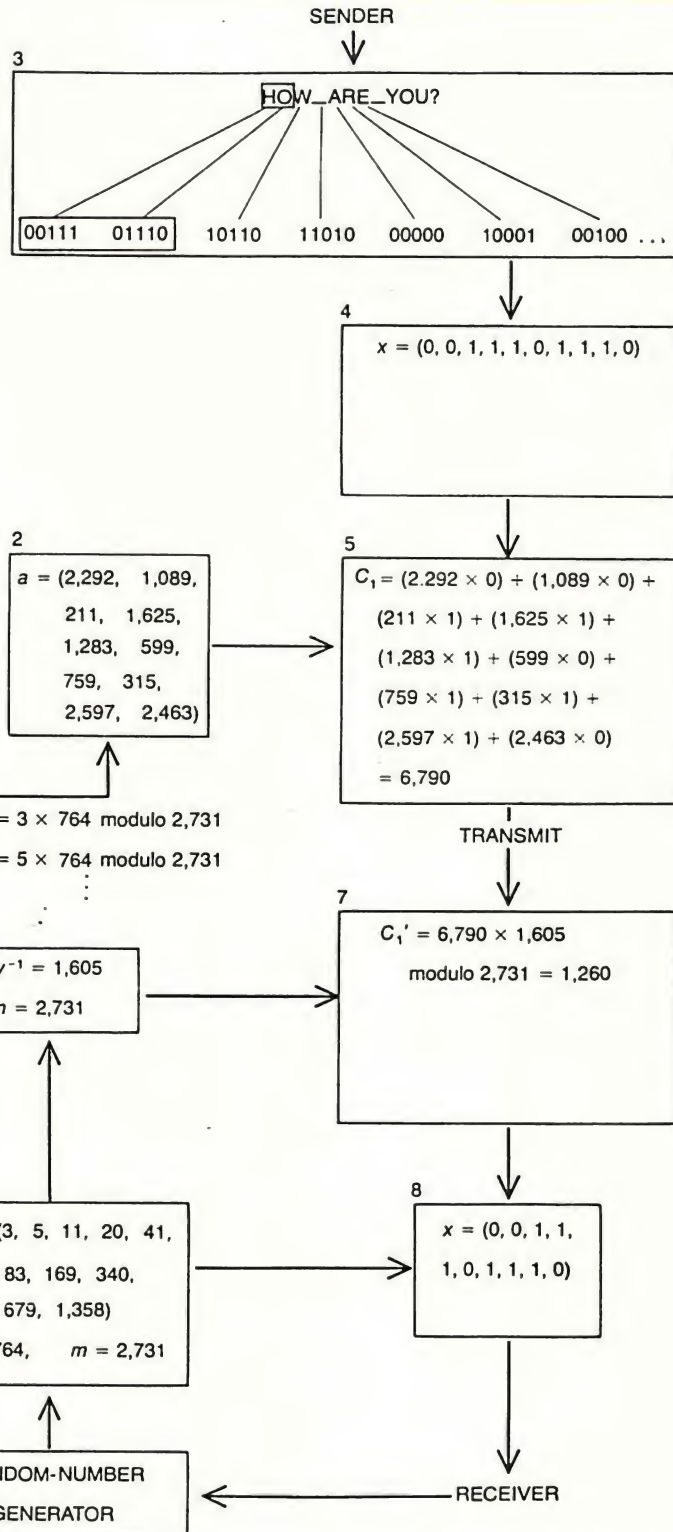 SENDER
3
HOW_ARE_YOU?
00111 01110 10110 11010 00000 10001 00100 ...
4
x = (0, 0, 1, 1, 1, 0, 1, 1, 1, 0)
2
a = (2,292, 1,089,
211, 1,625,
1,283, 599,
759, 315,
2,597, 2,463)
5
C₁ = (2.292 × 0) + (1,089 × 0) +
(211 × 1) + (1,625 × 1) +
(1,283 × 1) + (599 × 0) +
(759 × 1) + (315 × 1) +
(2,597 × 1) + (2,463 × 0)
= 6,790
= 3 × 764 modulo 2,731
= 5 × 764 modulo 2,731
TRANSMIT
7
C₁' = 6,790 × 1,605
modulo 2,731 = 1,260
⁻¹ = 1,605
= 2,731
(3, 5, 11, 20, 41,
83, 169, 340,
679, 1,358)
764, m = 2,731
8
x = (0, 0, 1, 1,
1, 0, 1, 1, 1, 0)
NDOM-NUMBER
GENERATOR
RECEIVER